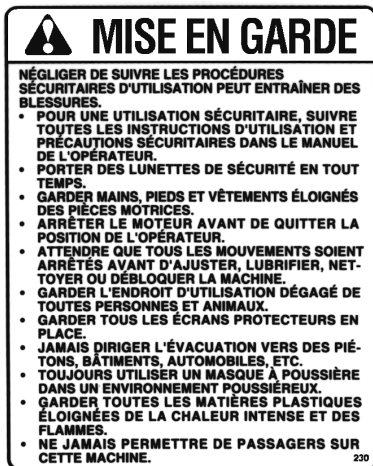 MISE EN GARDE
NÉGLIGER DE SUIVRE LES PROCÉDURES
SÉCURITAIRES D'UTILISATION PEUT ENTRAÎNER DES
BLESSURES.
• POUR UNE UTILISATION SÉCURITAIRE, SUIVRE
TOUTES LES INSTRUCTIONS D'UTILISATION ET
PRÉCAUTIONS SÉCURITAIRES DANS LE MANUEL
DE L'OPÉRATEUR.
• PORTER DES LUNETTES DE SÉCURITÉ EN TOUT
TEMPS.
• GARDER MAINS, PIEDS ET VÊTEMENTS ÉLOIGNÉS
DES PIÈCES MOTRICES.
• ARRÊTER LE MOTEUR AVANT DE QUITTER LA
POSITION DE L'OPÉRATEUR.
• ATTENDRE QUE TOUS LES MOUVEMENTS SOIENT
ARRÊTÉS AVANT D'AJUSTER, LUBRIFIER, NET-
TOYER OU DÉBLOQUER LA MACHINE.
• GARDER L'ENDROIT D'UTILISATION DÉGAGÉ DE
TOUTES PERSONNES ET ANIMAUX.
• GARDER TOUS LES ÉCRANS PROTECTEURS EN
PLACE.
• JAMAIS DIRIGER L'ÉVACUATION VERS DES PIÉ-
TONS, BÂTIMENTS, AUTOMOBILES, ETC.
• TOUJOURS UTILISER UN MASQUE À POUSSIÈRE
DANS UN ENVIRONNEMENT POUSSIÉREUX.
• GARDER TOUTES LES MATIÈRES PLASTIQUES
ÉLOIGNÉES DE LA CHALEUR INTENSE ET DES
FLAMMES.
• NE JAMAIS PERMETTRE DE PASSAGERS SUR
CETTE MACHINE.
230